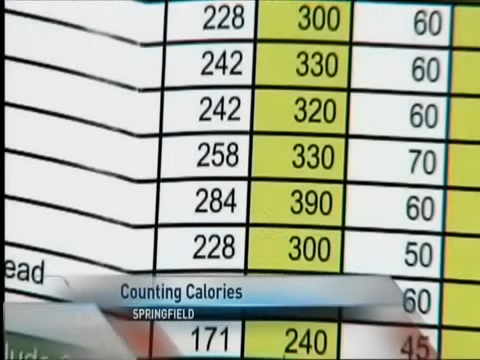 228 300 60
242 330 60
242 320 60
258 330 70
284 390 60
228 300 50
ead
60
Counting Calories
SPRINGFIELD
171 240 45